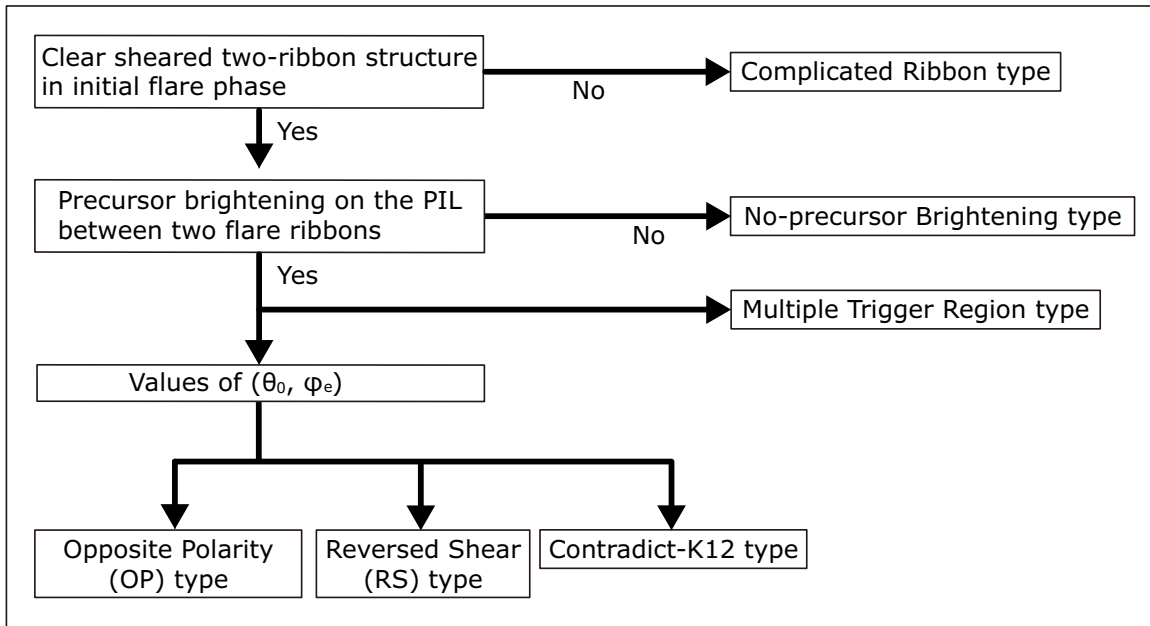 Clear sheared two-ribbon structure
in initial flare phase
No
Complicated Ribbon type
Yes
Precursor brightening on the PIL
between two flare ribbons
No
No-precursor Brightening type
Yes
Multiple Trigger Region type
Values of (θ₀, φₑ)
Opposite Polarity
(OP) type
Reversed Shear
(RS) type
Contradict-K12 type